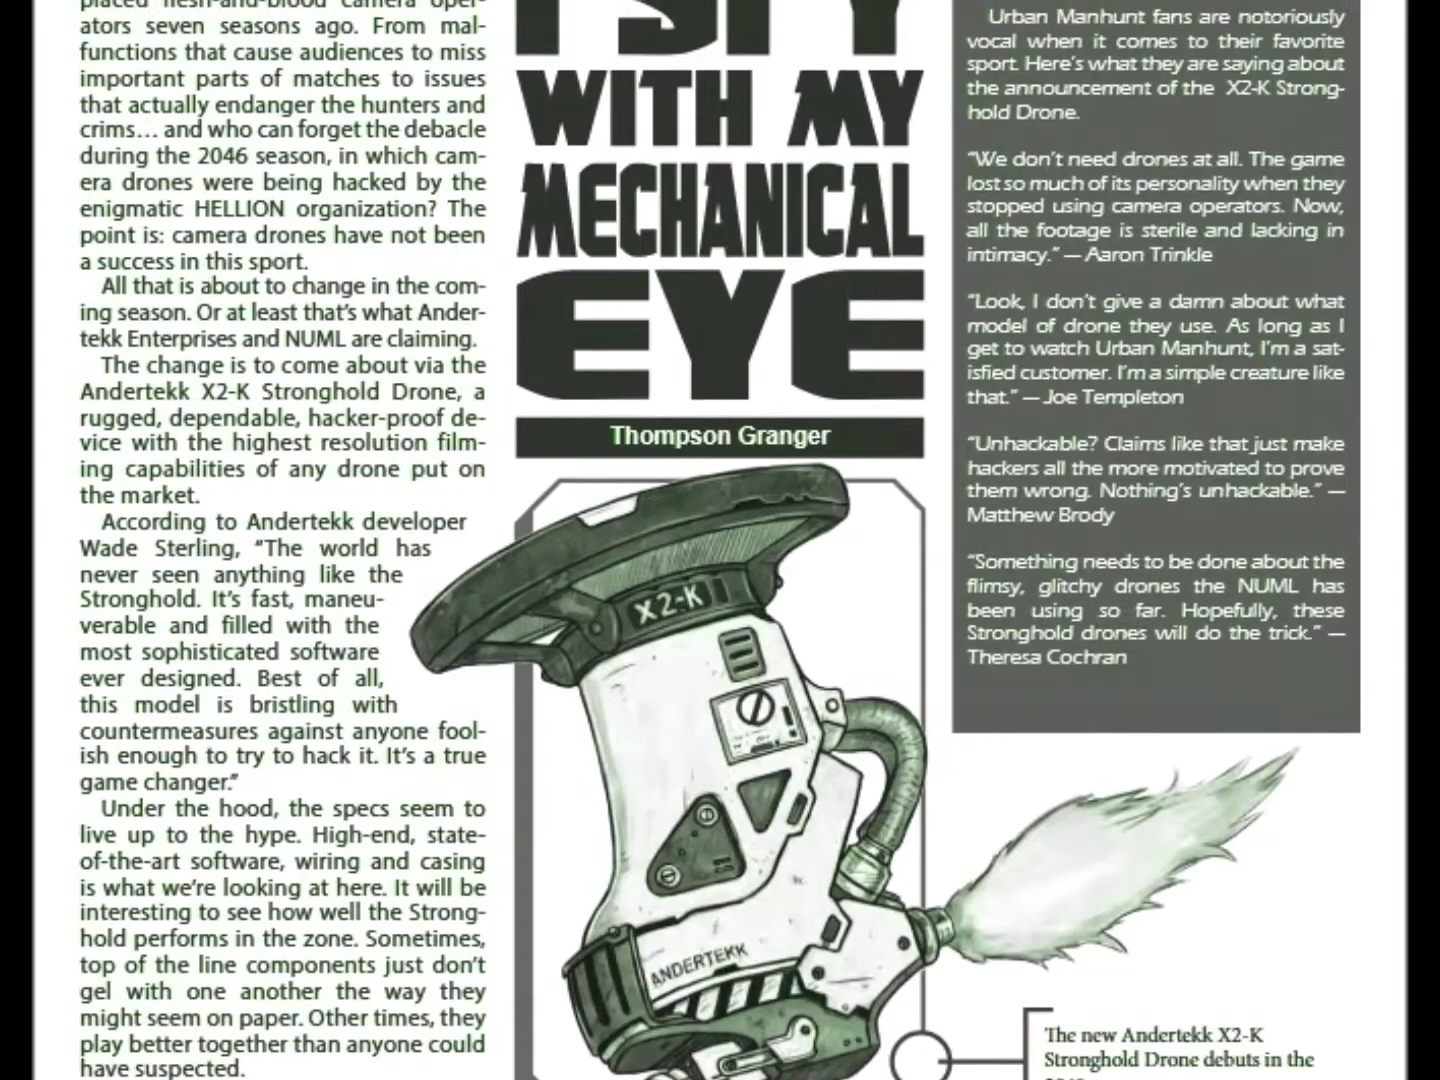 placed flesh-and-blood camera oper-
ators seven seasons ago. From mal-
functions that cause audiences to miss
important parts of matches to issues
that actually endanger the hunters and
crims... and who can forget the debacle
during the 2046 season, in which cam-
era drones were being hacked by the
enigmatic HELLION organization? The
point is: camera drones have not been
a success in this sport.
All that is about to change in the com-
ing season. Or at least that's what Ander-
tekk Enterprises and NUML are claiming.
The change is to come about via the
Andertekk X2-K Stronghold Drone, a
rugged, dependable, hacker-proof de-
vice with the highest resolution film-
ing capabilities of any drone put on
the market.
According to Andertekk developer
Wade Sterling, "The world has
never seen anything like the
Stronghold. It's fast, maneu-
verable and filled with the
most sophisticated software
ever designed. Best of all,
this model is bristling with
countermeasures against anyone fool-
ish enough to try to hack it. It's a true
game changer."
Under the hood, the specs seem to
live up to the hype. High-end, state-
of-the-art software, wiring and casing
is what we're looking at here. It will be
interesting to see how well the Strong-
hold performs in the zone. Sometimes,
top of the line components just don't
gel with one another the way they
might seem on paper. Other times, they
play better together than anyone could
have suspected.
I SPY
WITH MY
MECHANICAL
EYE
Thompson Granger
X2-K
ANDERTEKK
Urban Manhunt fans are notoriously
vocal when it comes to their favorite
sport. Here's what they are saying about
the announcement of the X2-K Strong-
hold Drone.
"We don't need drones at all. The game
lost so much of its personality when they
stopped using camera operators. Now,
all the footage is sterile and lacking in
intimacy." — Aaron Trinkle
"Look, I don't give a damn about what
model of drone they use. As long as I
get to watch Urban Manhunt, I'm a sat-
isfied customer. I'm a simple creature like
that." — Joe Templeton
"Unhackable? Claims like that just make
hackers all the more motivated to prove
them wrong. Nothing's unhackable." —
Matthew Brody
"Something needs to be done about the
flimsy, glitchy drones the NUML has
been using so far. Hopefully, these
Stronghold drones will do the trick." —
Theresa Cochran
The new Andertekk X2-K
Stronghold Drone debuts in the